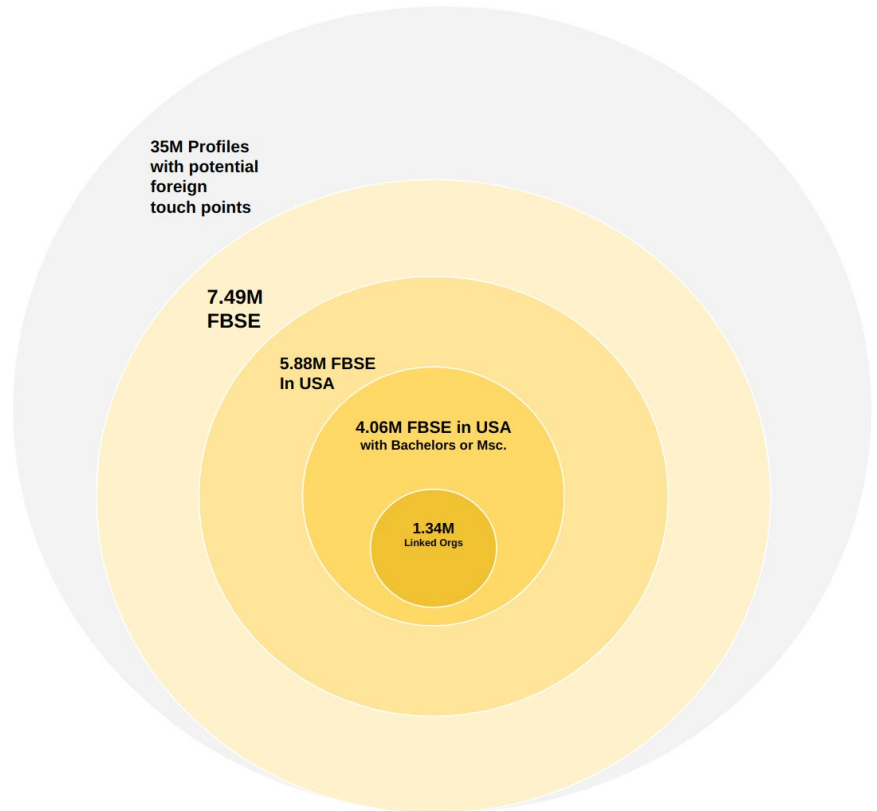 35M Profiles
with potential
foreign
touch points
7.49M
FBSE
5.88M FBSE
In USA
4.06M FBSE in USA
with Bachelors or Msc.
1.34M
Linked Orgs